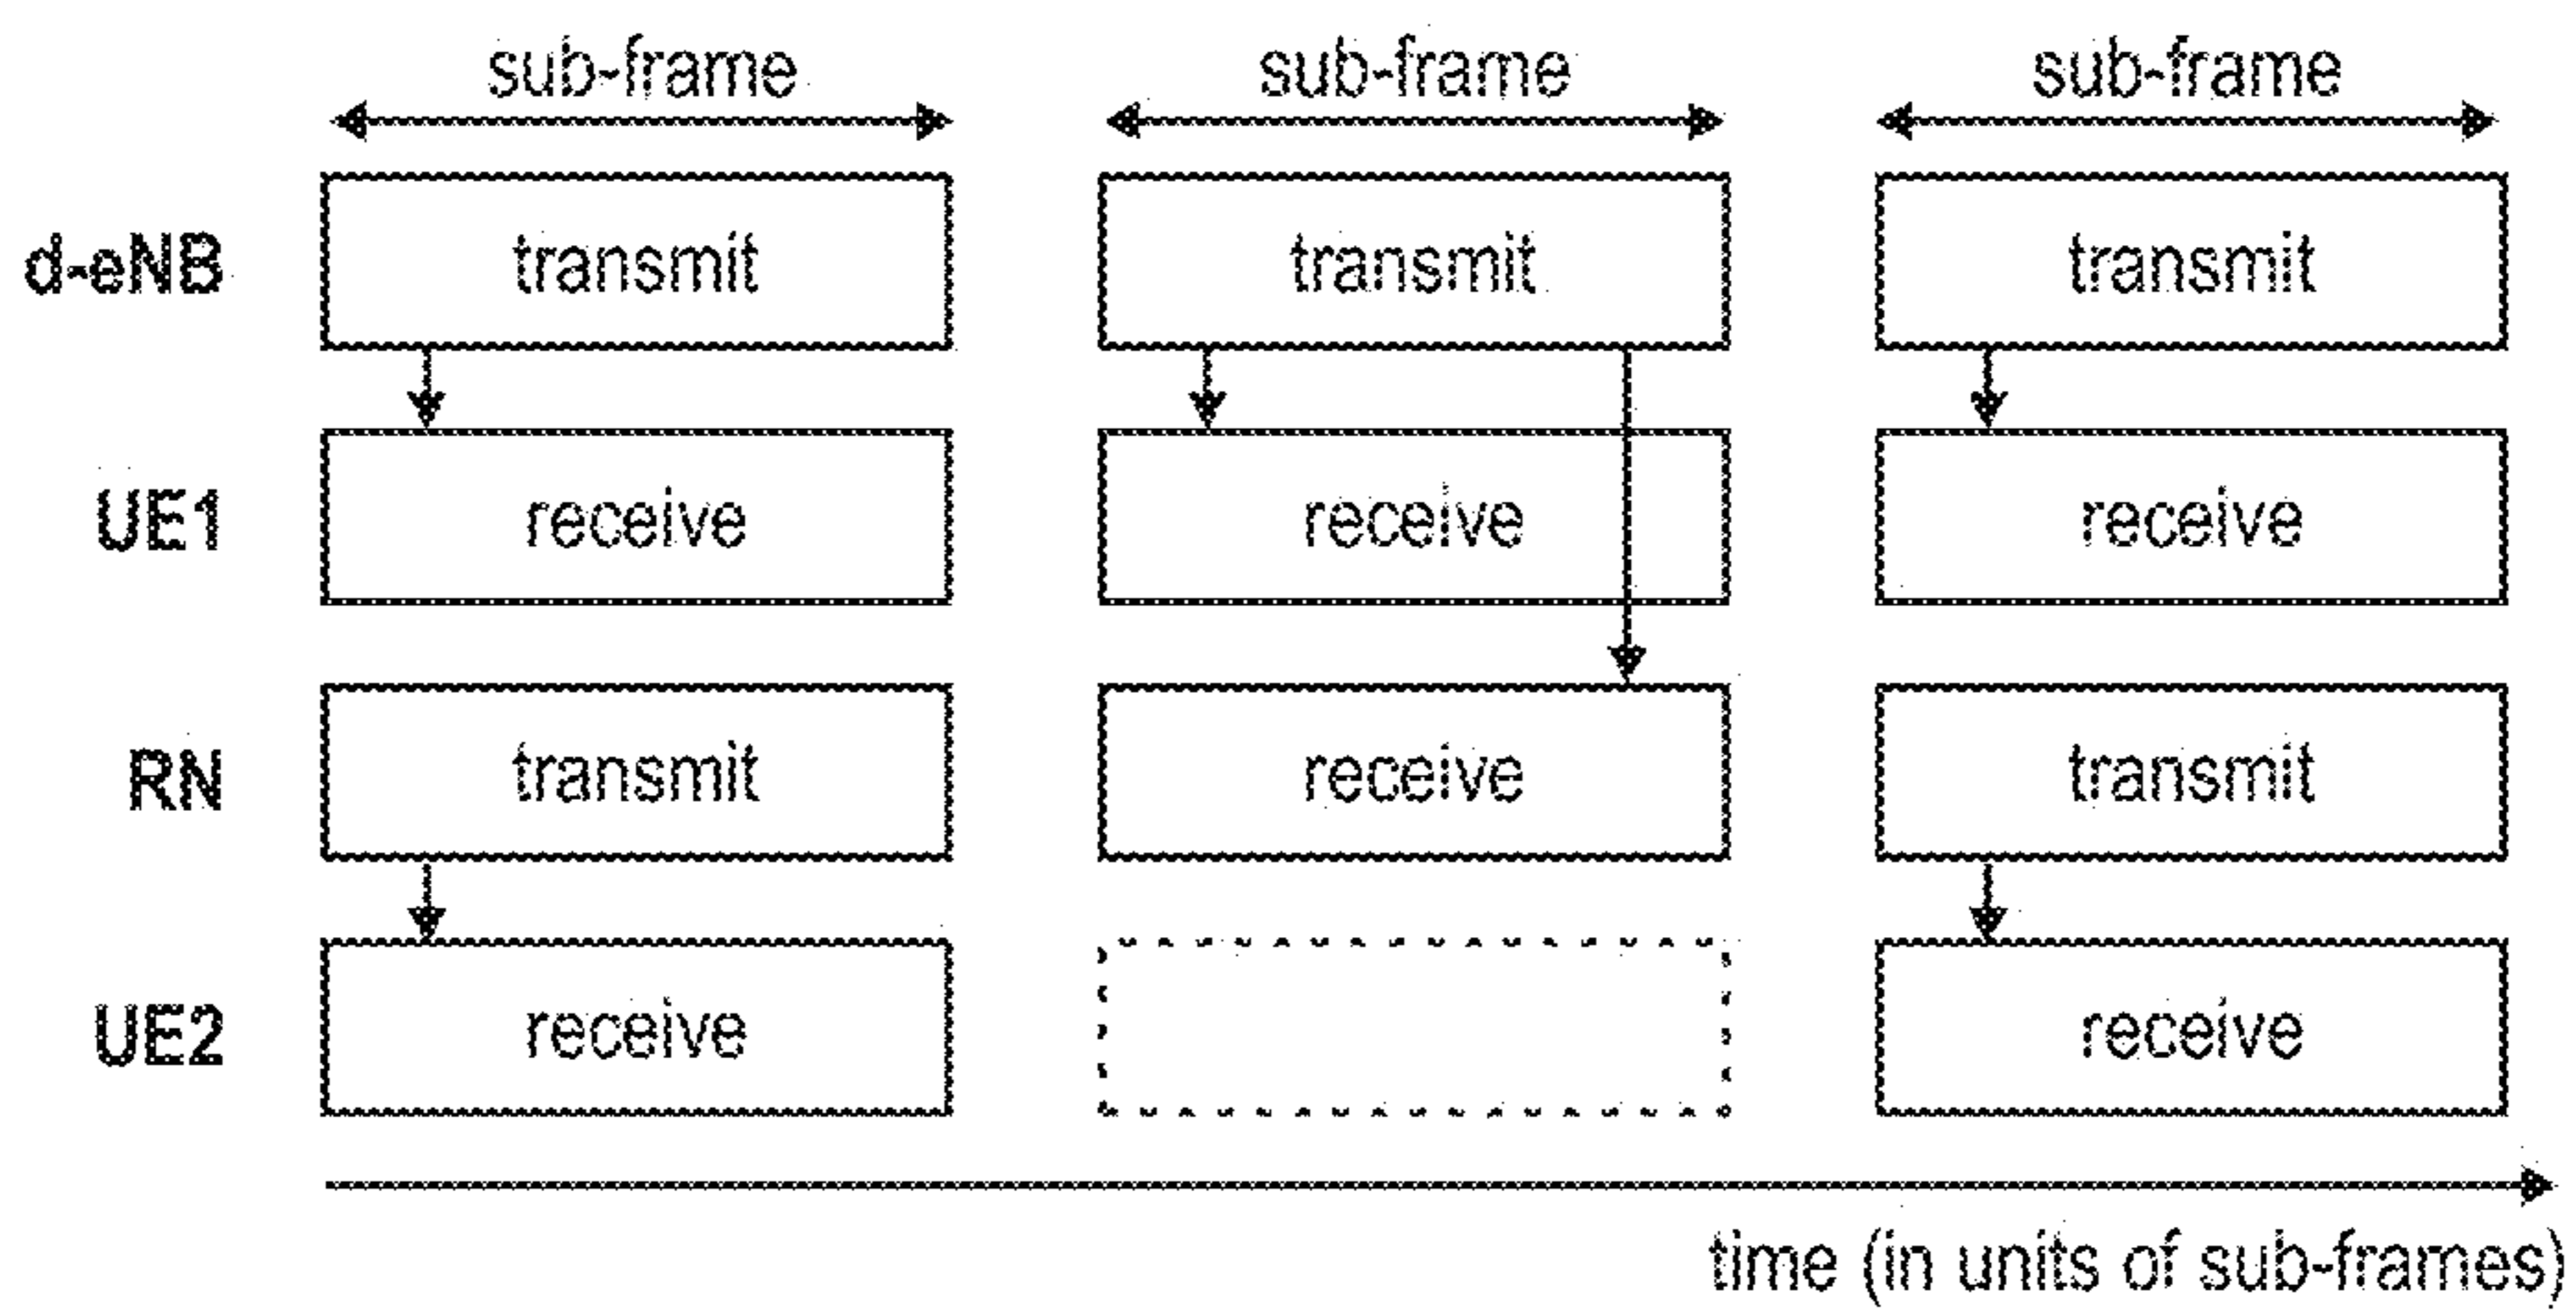 sub-frame sub-frame sub-frame
d-eNB transmit transmit transmit
UE1 receive receive receive
RN transmit receive transmit
UE2 receive receive
time (in units of sub-frames)